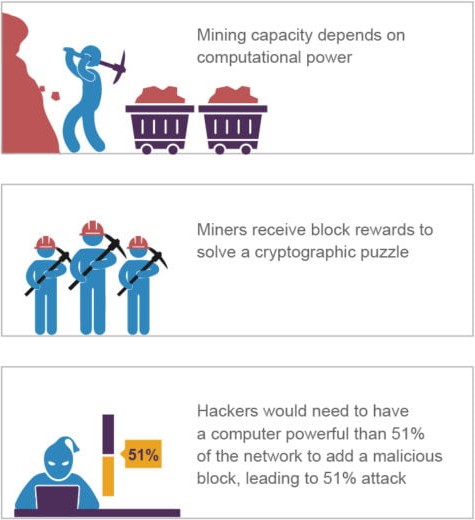 Mining capacity depends on
computational power
Miners receive block rewards to
solve a cryptographic puzzle
Hackers would need to have
a computer powerful than 51%
of the network to add a malicious
block, leading to 51% attack
51%